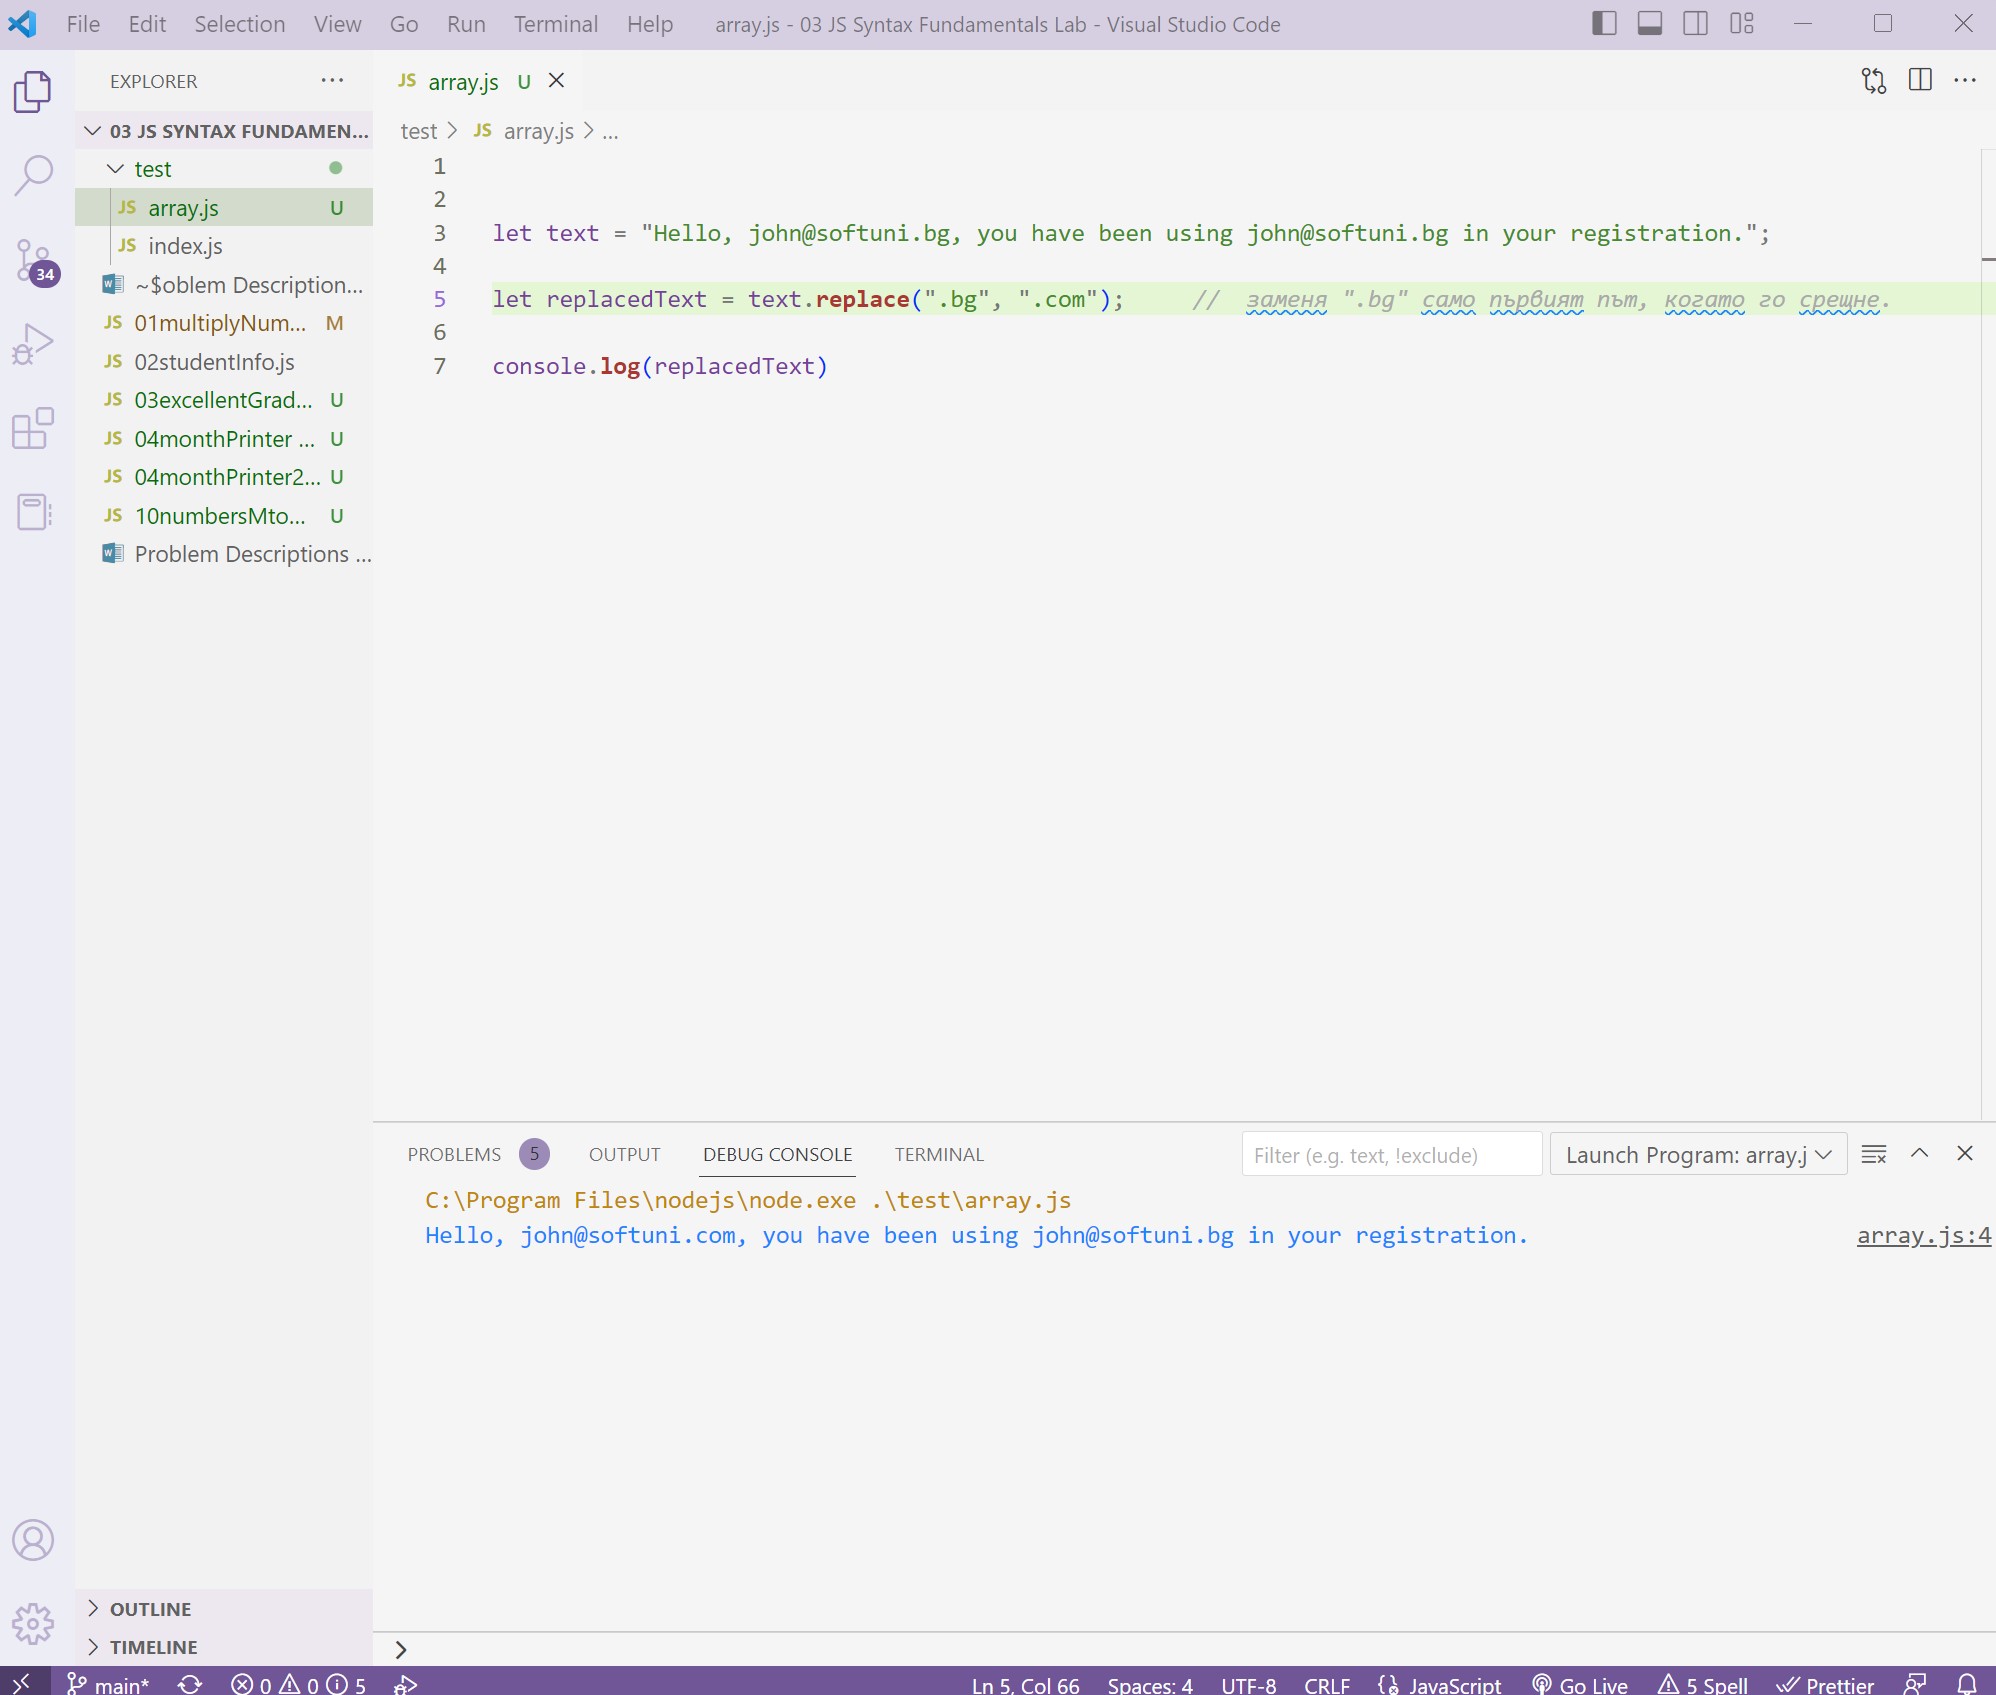 File Edit Selection View Go Run Terminal Help array.js - 03 JS Syntax Fundamentals Lab - Visual Studio Code
EXPLORER ···
03 JS SYNTAX FUNDAMEN...
test
JS array.js U
JS index.js
~$oblem Description...
JS 01multiplyNum... M
JS 02studentInfo.js
JS 03excellentGrad... U
JS 04monthPrinter ... U
JS 04monthPrinter2... U
JS 10numbersMto... U
Problem Descriptions ...
34
OUTLINE
TIMELINE
JS array.js U
test > JS array.js > ...
1
2
3 let text = "Hello, john@softuni.bg, you have been using john@softuni.bg in your registration.";
4
5 let replacedText = text.replace(".bg", ".com"); // заменя ".bg" само първият път, когато го срещне.
6
7 console.log(replacedText)
PROBLEMS 5 OUTPUT DEBUG CONSOLE TERMINAL Filter (e.g. text, !exclude) Launch Program: array.j
C:\Program Files\nodejs\node.exe .\test\array.js
Hello, john@softuni.com, you have been using john@softuni.bg in your registration. array.js:4
>
main* 0 0 5 Ln 5, Col 66 Spaces: 4 UTF-8 CRLF JavaScript Go Live 5 Spell Prettier